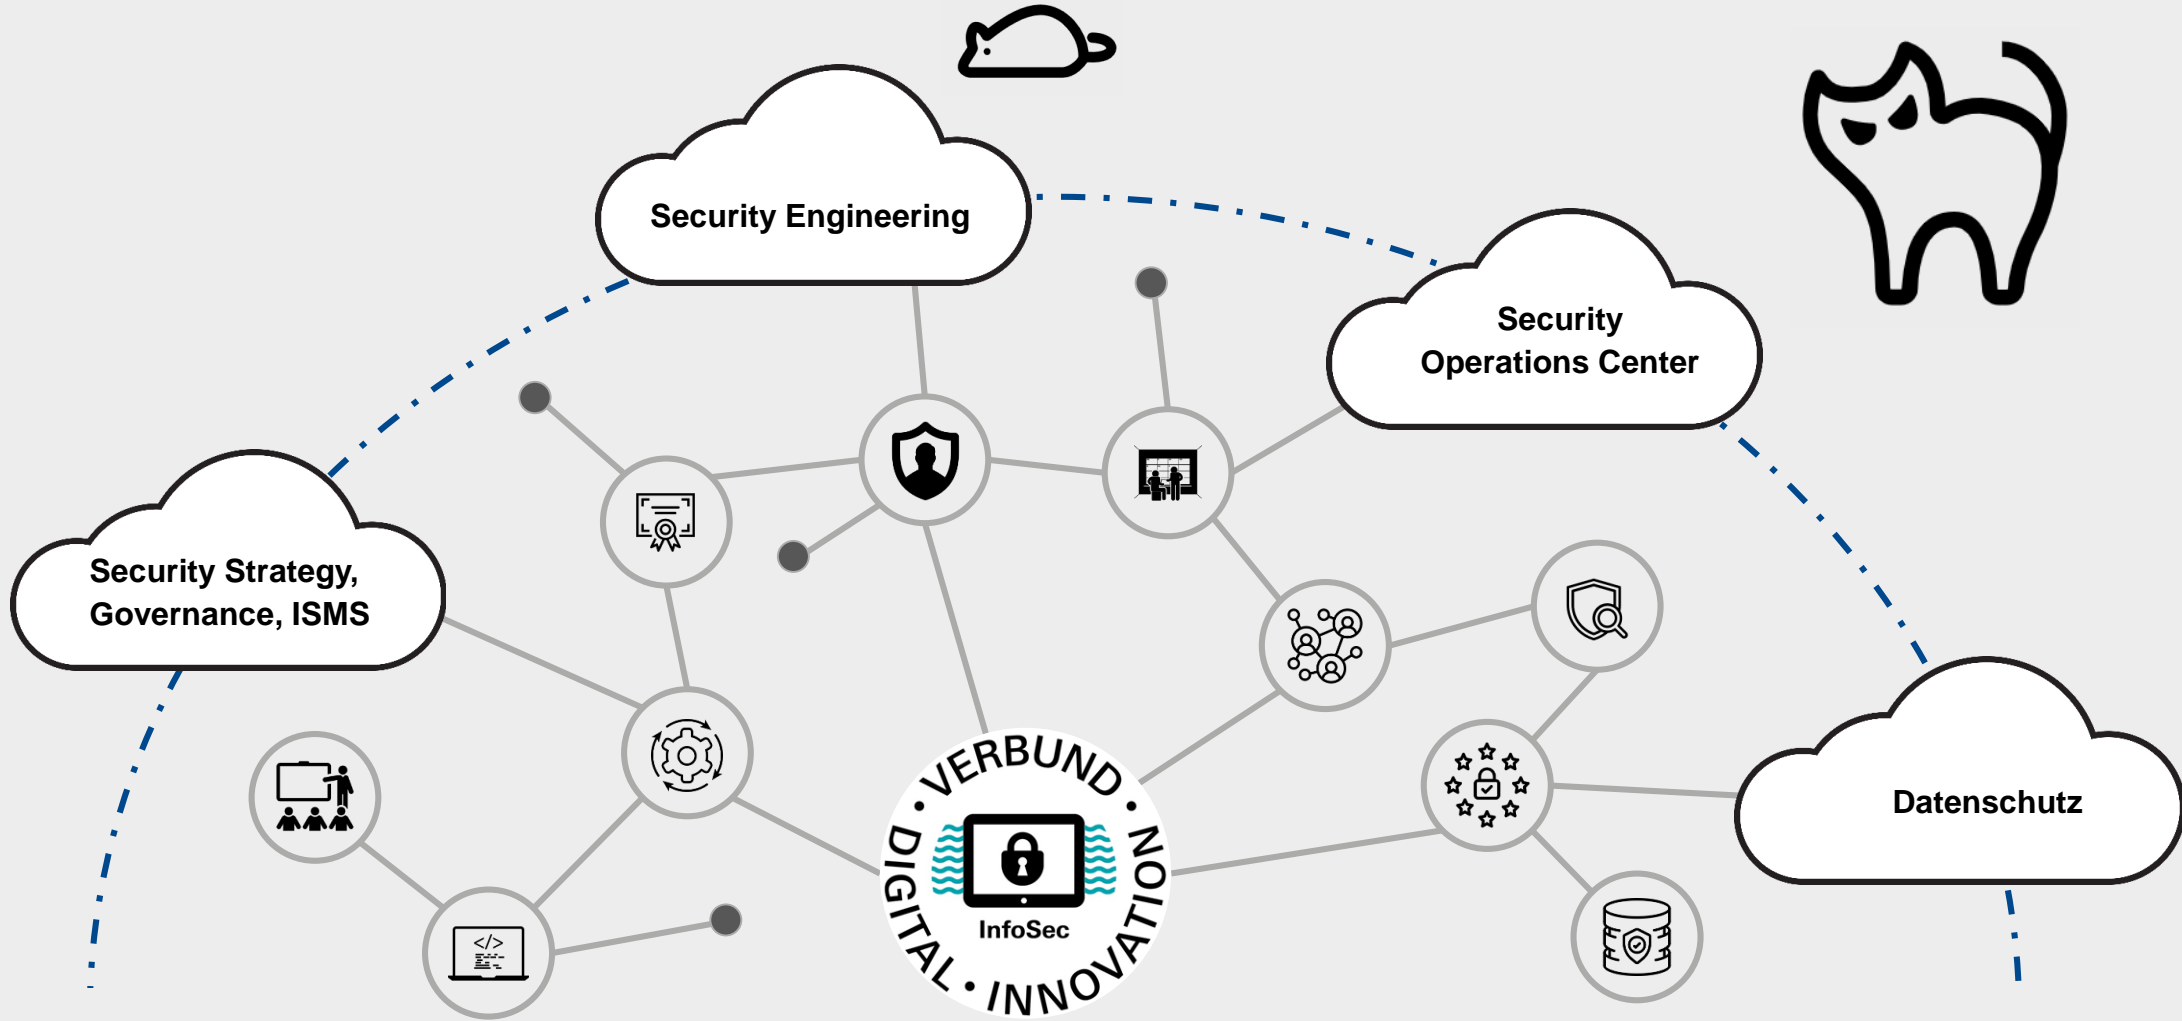 Security Engineering
Security
Operations Center
Security Strategy,
Governance, ISMS
Datenschutz
• VERBUND • INNOVATION • DIGITAL
InfoSec
</>